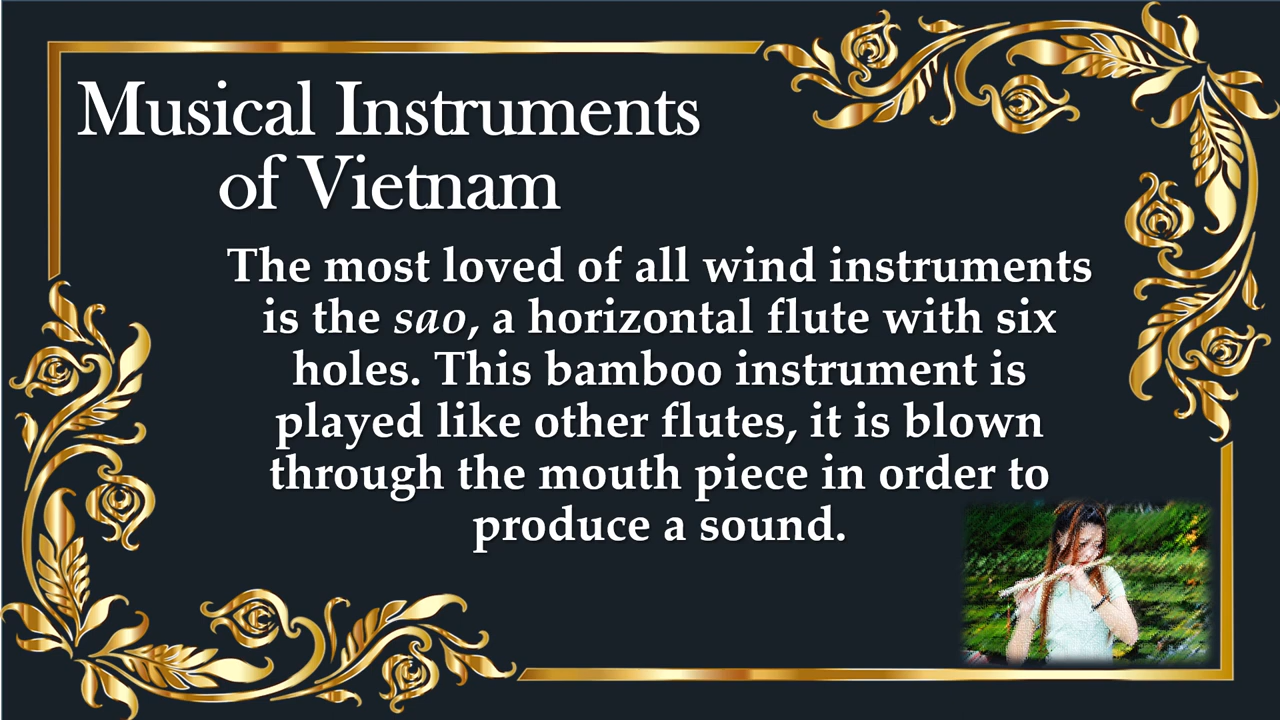 Musical Instruments
of Vietnam
The most loved of all wind instruments
is the sao, a horizontal flute with six
holes. This bamboo instrument is
played like other flutes, it is blown
through the mouth piece in order to
produce a sound.